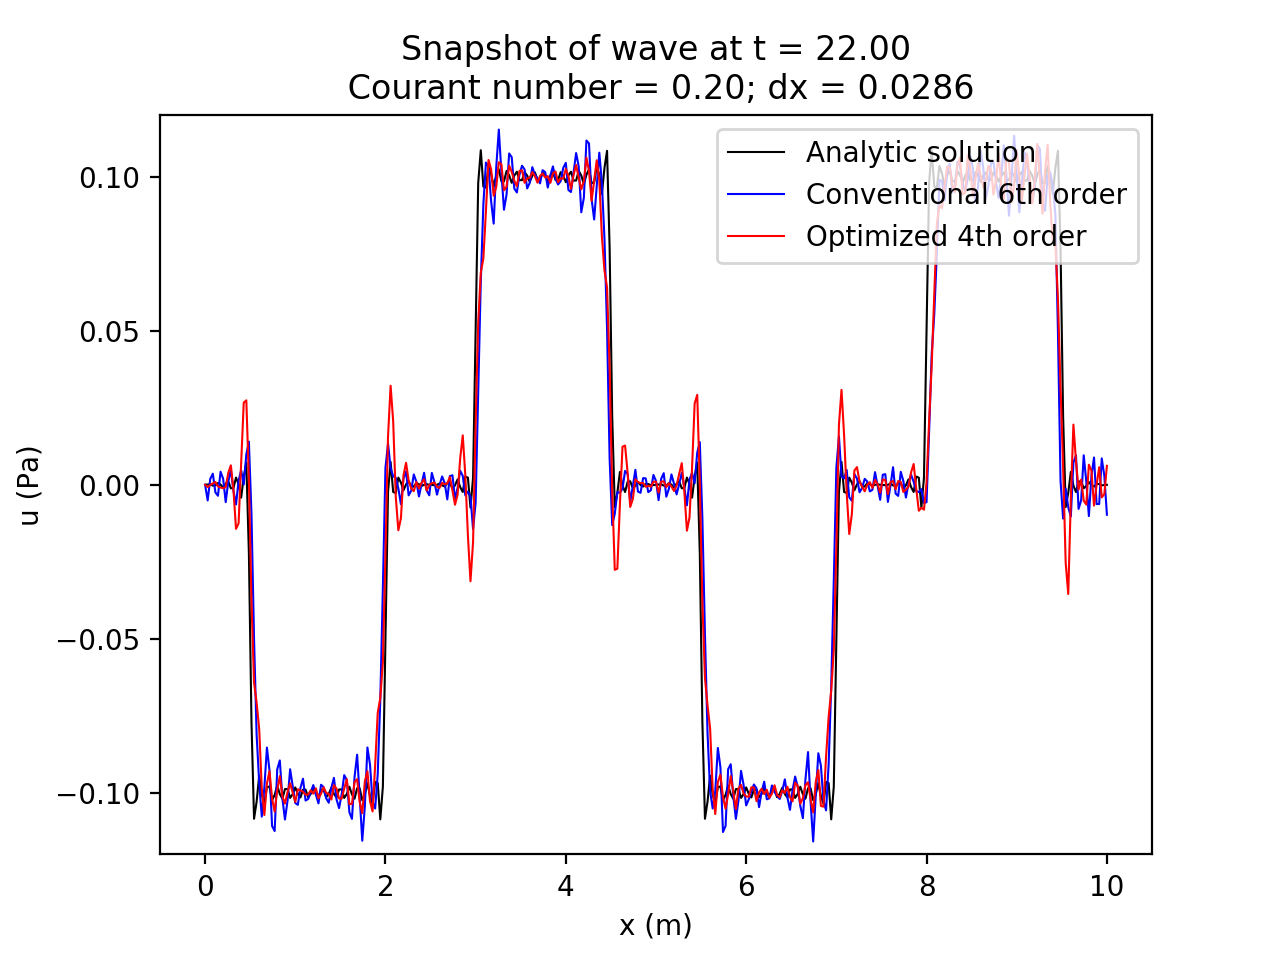 Snapshot of wave at t = 22.00
Courant number = 0.20; dx = 0.0286
Analytic solution
Conventional 6th order
Optimized 4th order
0.10
0.05
0.00
−0.05
−0.10
u (Pa)
0 2 4 6 8 10
x (m)